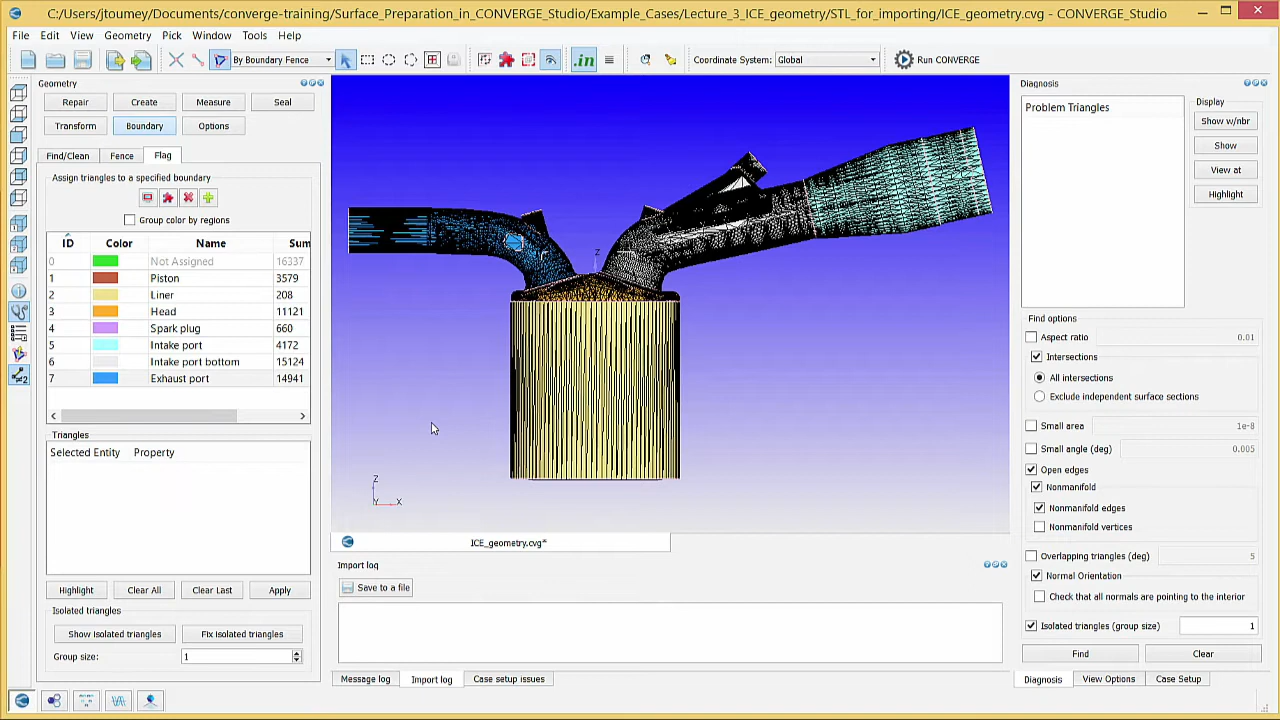 C:/Users/jtoumey/Documents/converge-training/Surface_Preparation_in_CONVERGE_Studio/Example_Cases/Lecture_3_ICE_geometry/STL_for_importing/ICE_geometry.cvg - CONVERGE_Studio
File Edit View Geometry Pick Window Tools Help
By Boundary Fence .in Coordinate System: Global Run CONVERGE
Geometry
Repair Create Measure Seal
Transform Boundary Options
Find/Clean Fence Flag
Assign triangles to a specified boundary
Group color by regions
ID Color Name Sum
0 Not Assigned 16337
1 Piston 3579
2 Liner 208
3 Head 11121
4 Spark plug 660
5 Intake port 4172
6 Intake port bottom 15124
7 Exhaust port 14941
Triangles
Selected Entity Property
Highlight Clear All Clear Last Apply
Isolated triangles
Show isolated triangles Fix isolated triangles
Group size: 1
Z
Z
Y X
ICE_geometry.cvg*
Import log
Save to a file
Message log Import log Case setup issues
Diagnosis
Problem Triangles
Display
Show w/nbr
Show
View at
Highlight
Find options
Aspect ratio 0.01
Intersections
All intersections
Exclude independent surface sections
Small area 1e-8
Small angle (deg) 0.005
Open edges
Nonmanifold
Nonmanifold edges
Nonmanifold vertices
Overlapping triangles (deg) 5
Normal Orientation
Check that all normals are pointing to the interior
Isolated triangles (group size) 1
Find Clear
Diagnosis View Options Case Setup